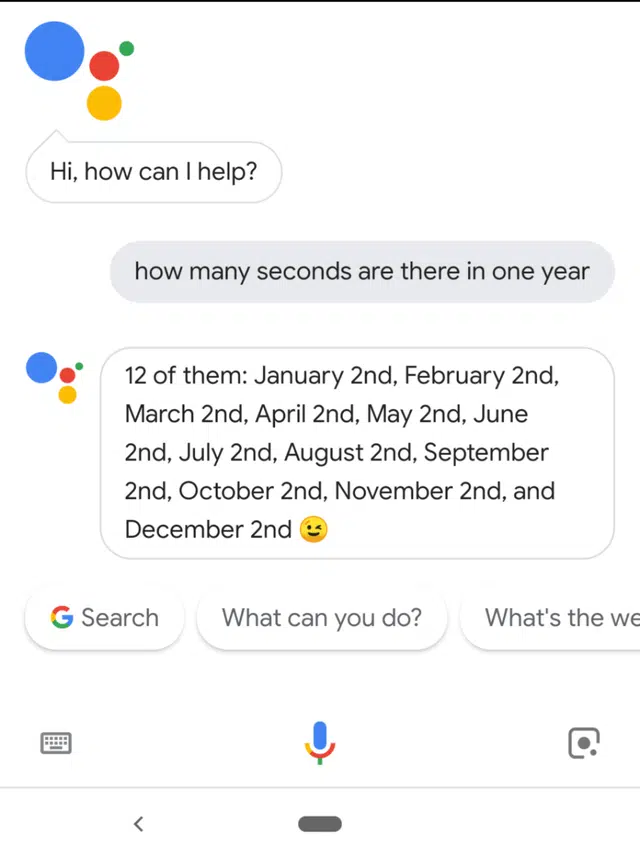 Hi, how can I help?
how many seconds are there in one year
12 of them: January 2nd, February 2nd,
March 2nd, April 2nd, May 2nd, June
2nd, July 2nd, August 2nd, September
2nd, October 2nd, November 2nd, and
December 2nd 😉
Search
What can you do?
What's the we